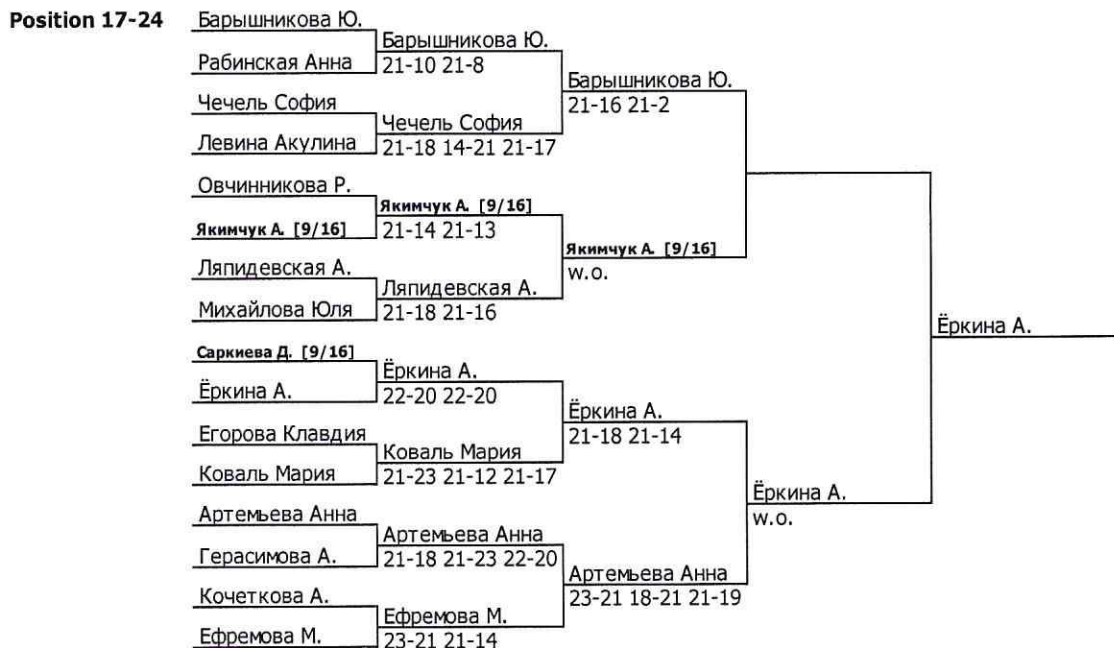 Position 17-24
Барышникова Ю.
Рабинская Анна
Чечель София
Левина Акулина
Овчинникова Р.
Якимчук А. [9/16]
Ляпидевская А.
Михайлова Юля
Саркиева Д. [9/16]
Ёркина А.
Егорова Клавдия
Коваль Мария
Артемьева Анна
Герасимова А.
Кочеткова А.
Ефремова М.
Барышникова Ю.
21-10 21-8
Чечель София
21-18 14-21 21-17
Якимчук А. [9/16]
21-14 21-13
Ляпидевская А.
21-18 21-16
Ёркина А.
22-20 22-20
Коваль Мария
21-23 21-12 21-17
Артемьева Анна
21-18 21-23 22-20
Ефремова М.
23-21 21-14
Барышникова Ю.
21-16 21-2
Якимчук А. [9/16]
w.o.
Ёркина А.
21-18 21-14
Артемьева Анна
23-21 18-21 21-19
Ёркина А.
w.o.
Ёркина А.